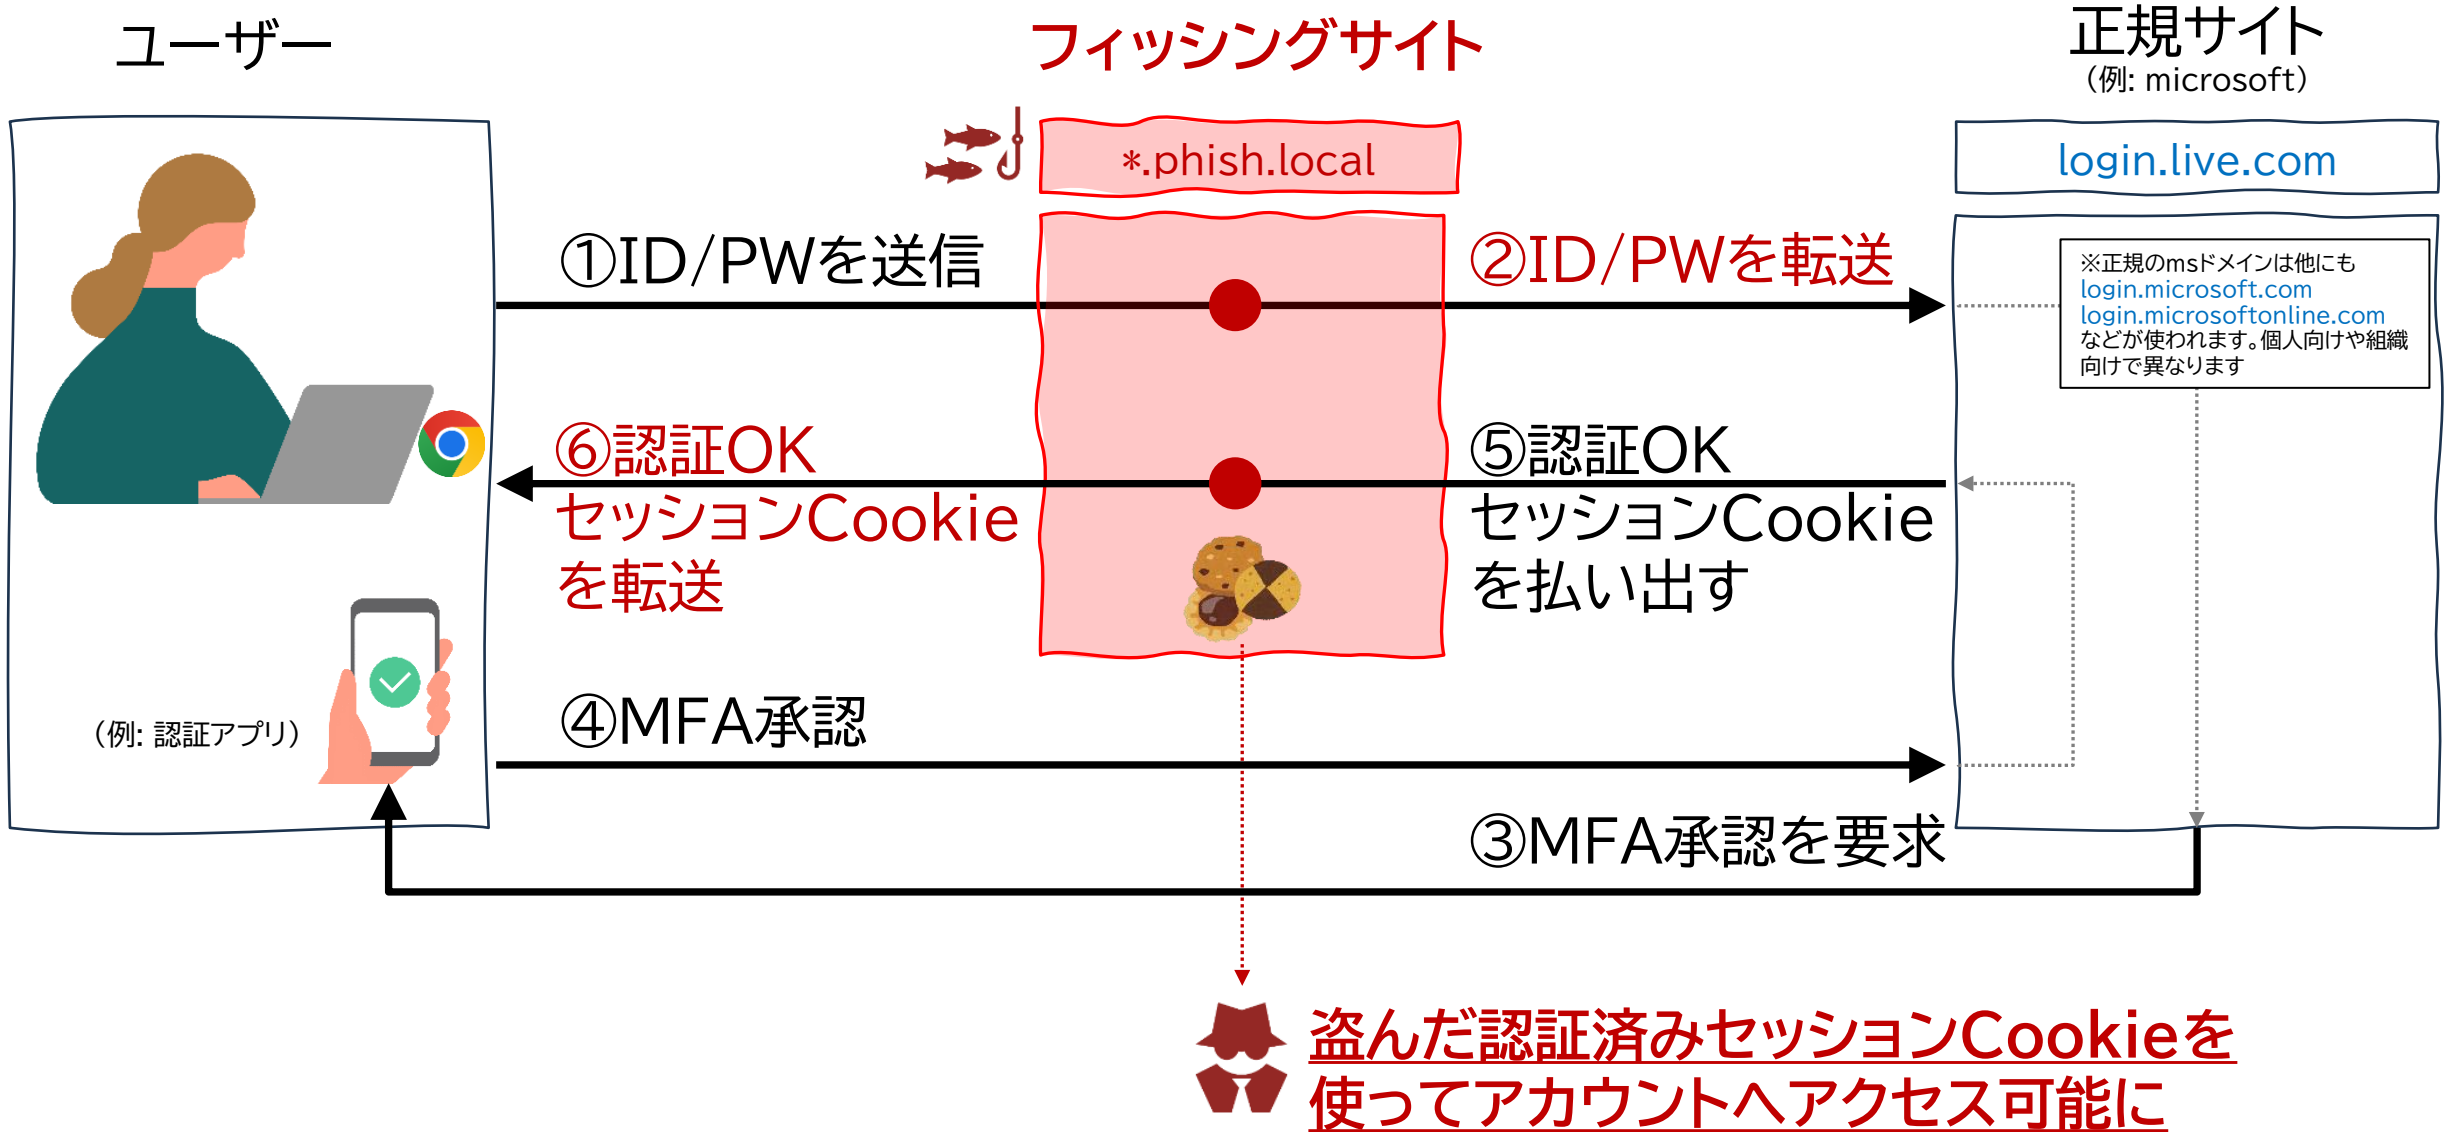 ユーザー
フィッシングサイト
正規サイト
（例: microsoft）
*.phish.local
login.live.com
①ID/PWを送信
②ID/PWを転送
※正規のmsドメインは他にも
login.microsoft.com
login.microsoftonline.com
などが使われます。個人向けや組織
向けで異なります
⑥認証OK
セッションCookie
を転送
⑤認証OK
セッションCookie
を払い出す
（例: 認証アプリ）
④MFA承認
③MFA承認を要求
盗んだ認証済みセッションCookieを
使ってアカウントへアクセス可能に